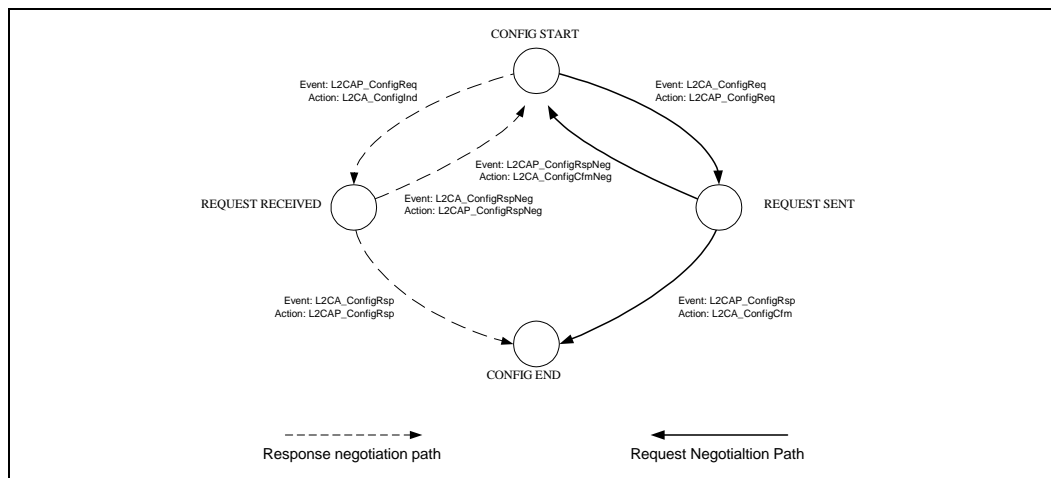 CONFIG START
Event: L2CAP_ConfigReq
Action: L2CA_ConfigInd
Event: L2CA_ConfigReq
Action: L2CAP_ConfigReq
Event: L2CAP_ConfigRspNeg
Action: L2CA_ConfigCfmNeg
REQUEST RECEIVED
Event: L2CA_ConfigRspNeg
Action: L2CAP_ConfigRspNeg
REQUEST SENT
Event: L2CA_ConfigRsp
Action: L2CAP_ConfigRsp
Event: L2CAP_ConfigRsp
Action: L2CA_ConfigCfm
CONFIG END
Response negotiation path
Request Negotialtion Path